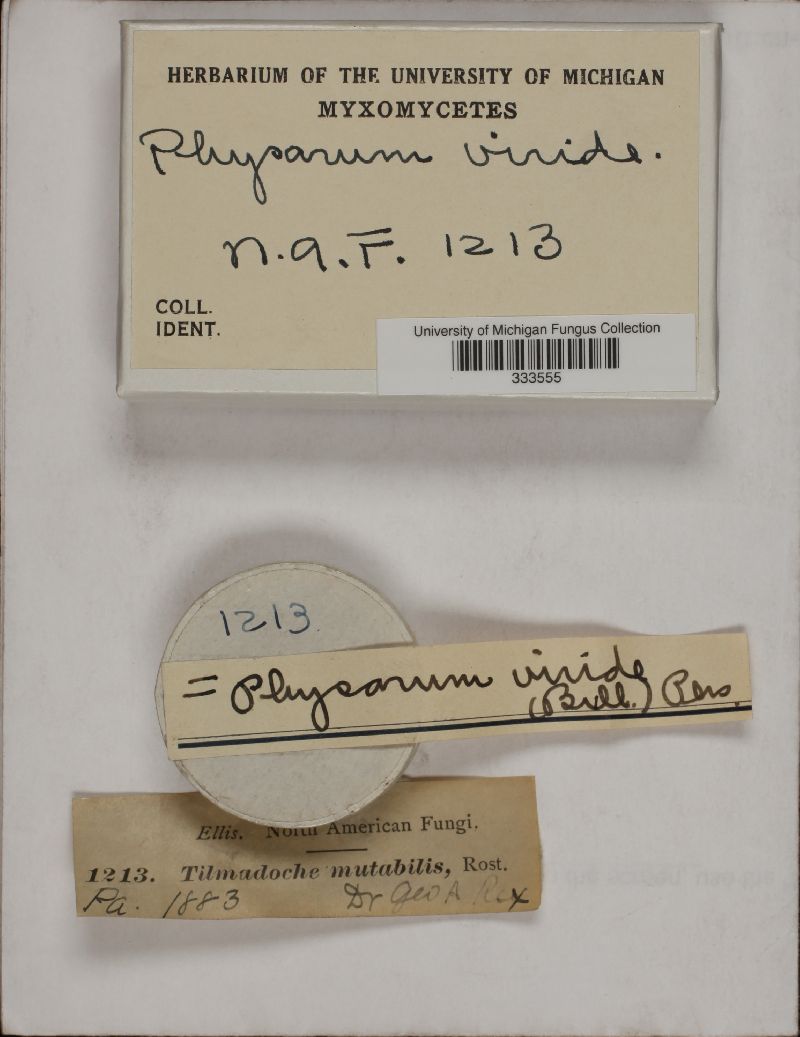 HERBARIUM OF THE UNIVERSITY OF MICHIGAN
MYXOMYCETES
Physarum viride.
N.A.F. 1213
COLL.
IDENT.
University of Michigan Fungus Collection
333555
1213.
= Physarum viride
(Bull.) Pers.
Ellis. North American Fungi.
1213. Tilmadoche mutabilis, Rost.
Pa. 1883 Dr Geo A Rex